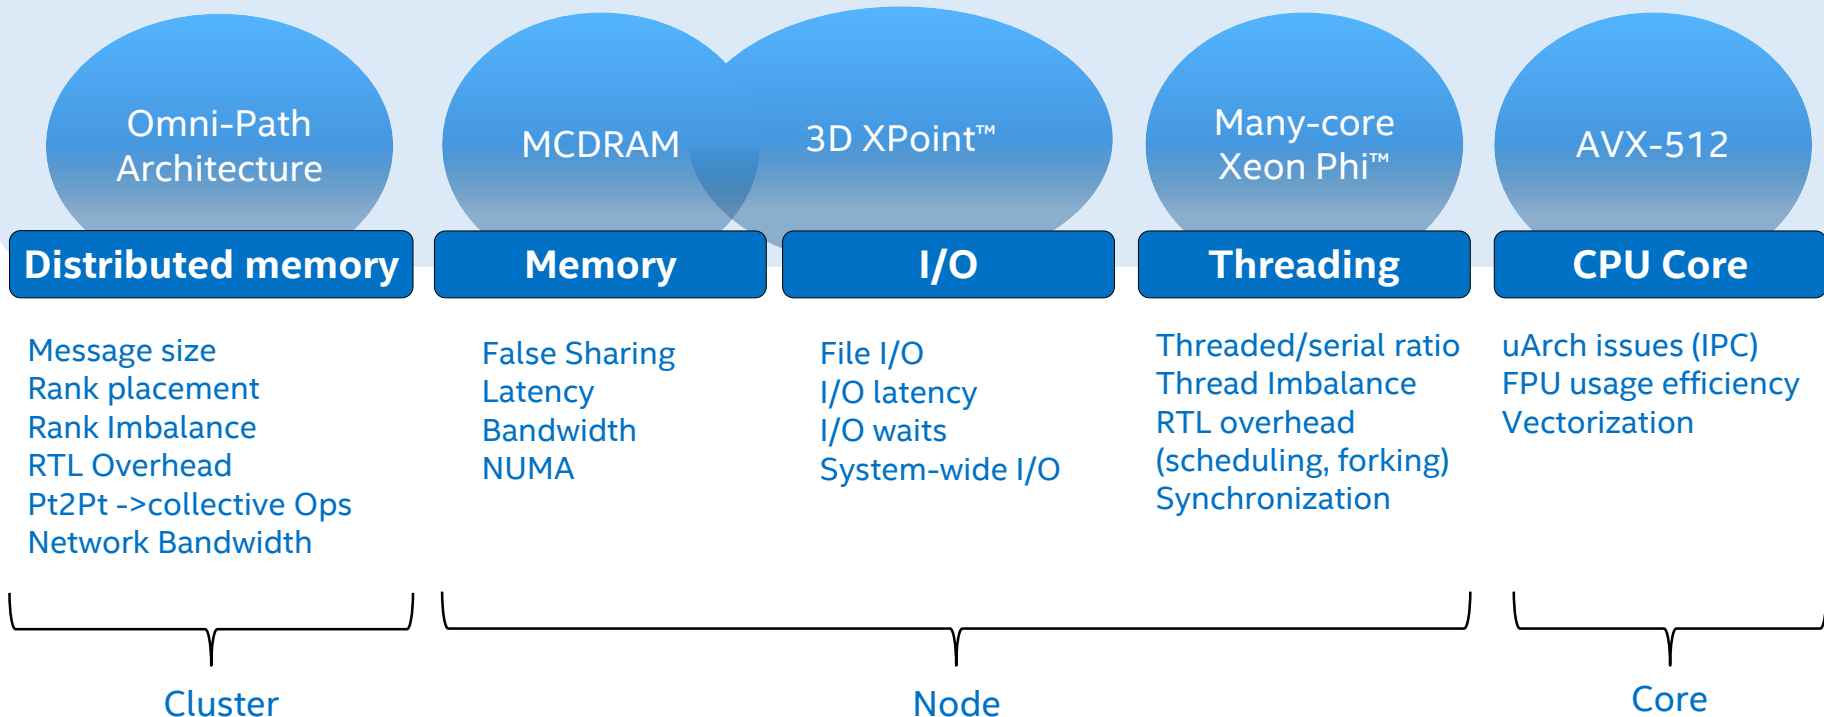 Omni-Path
Architecture
MCDRAM
3D XPoint™
Many-core
Xeon Phi™
AVX-512
Distributed memory
Memory
I/O
Threading
CPU Core
Message size
Rank placement
Rank Imbalance
RTL Overhead
Pt2Pt ->collective Ops
Network Bandwidth
False Sharing
Latency
Bandwidth
NUMA
File I/O
I/O latency
I/O waits
System-wide I/O
Threaded/serial ratio
Thread Imbalance
RTL overhead
(scheduling, forking)
Synchronization
uArch issues (IPC)
FPU usage efficiency
Vectorization
Cluster
Node
Core